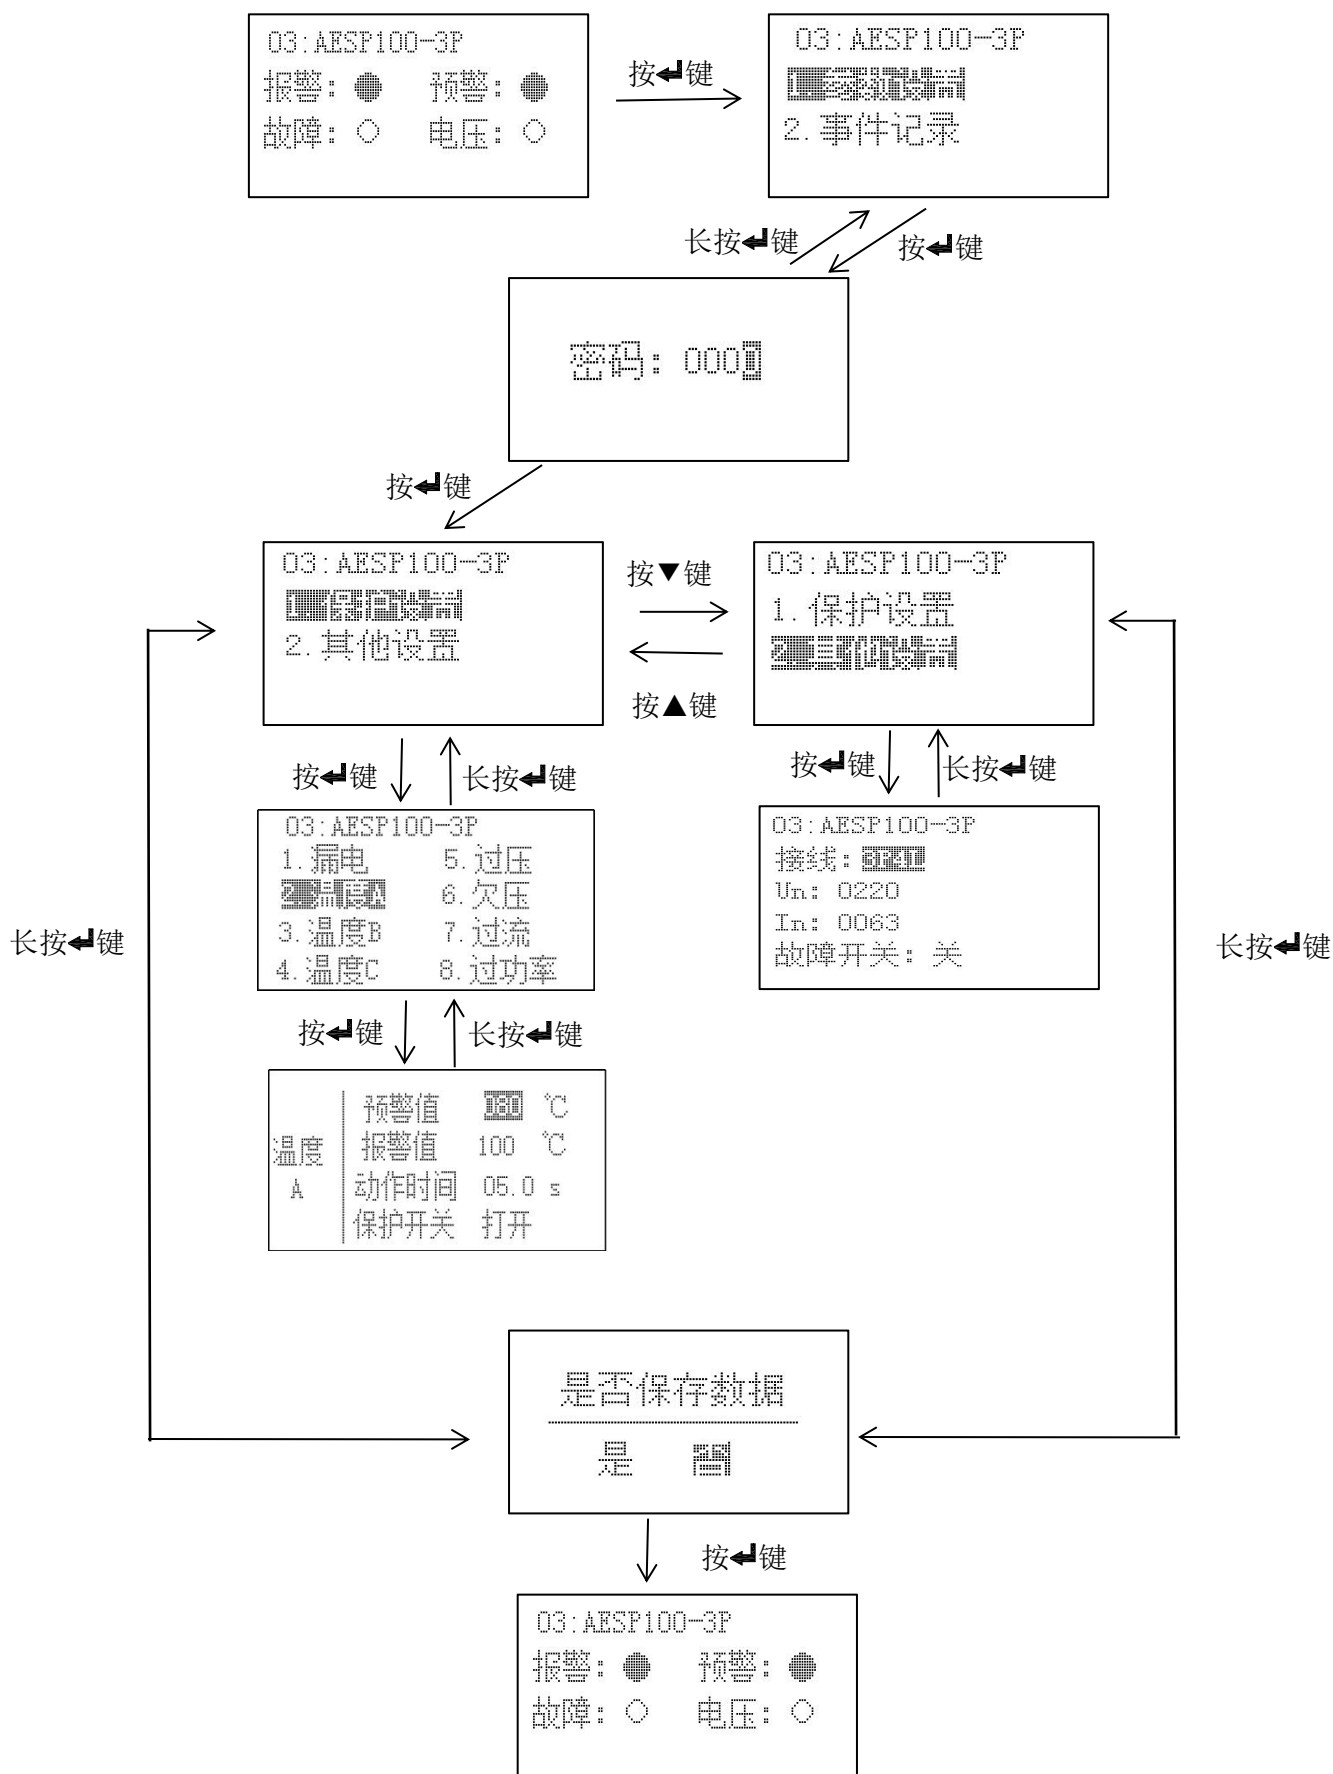 03:AESP100-3P
报警: ● 预警: ●
故障: ○ 电压: ○
按↵键
03:AESP100-3P
1.参数设置
2.事件记录
长按↵键
按↵键
密码: 0000
按↵键
03:AESP100-3P
1.保护设置
2.其他设置
按▼键
按▲键
03:AESP100-3P
1.保护设置
2.其他设置
按↵键
长按↵键
按↵键
长按↵键
03:AESP100-3P
1.漏电 5.过压
2.温度A 6.欠压
3.温度B 7.过流
4.温度C 8.过功率
03:AESP100-3P
接线: 3P4L
Un: 0220
In: 0063
故障开关: 关
长按↵键
长按↵键
按↵键
长按↵键
温度
A
预警值 080 ℃
报警值 100 ℃
动作时间 05.0 s
保护开关 打开
是否保存数据
是 否
按↵键
03:AESP100-3P
报警: ● 预警: ●
故障: ○ 电压: ○